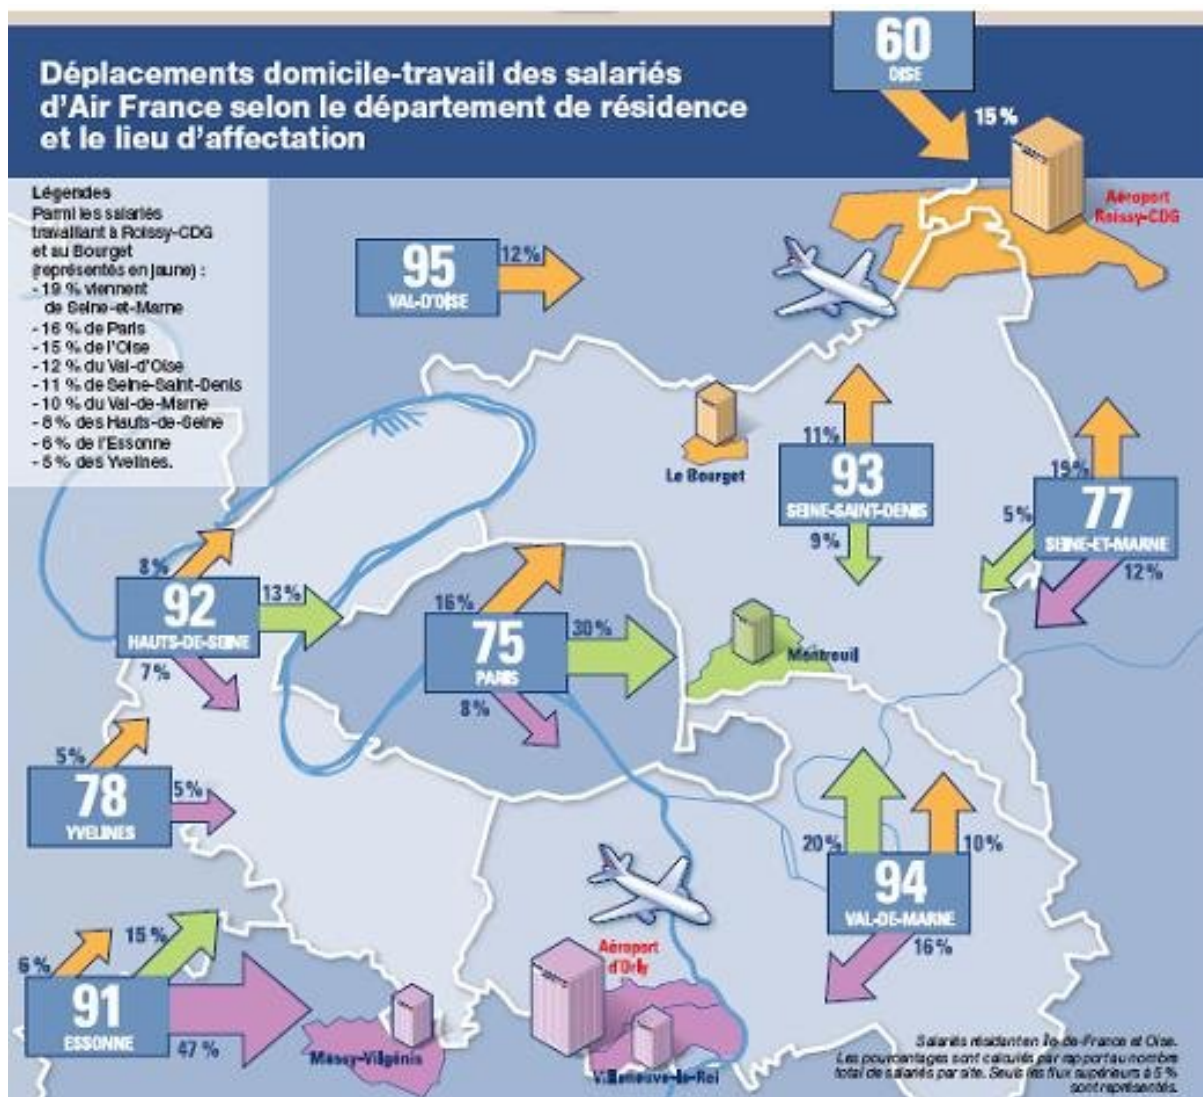 60
OISE
Déplacements domicile-travail des salariés
d'Air France selon le département de résidence
et le lieu d'affectation
15 %
Légendes
Parmi les salariés
travaillant à Roissy-CDG
et au Bourget
(représentés en jaune) :
- 19 % viennent
de Seine-et-Marne
- 16 % de Paris
- 15 % de l'Oise
- 12 % du Val-d'Oise
- 11 % de Seine-Saint-Denis
- 10 % du Val-de-Marne
- 8 % des Hauts-de-Seine
- 6 % de l'Essonne
- 5 % des Yvelines.
Aéroport
Roissy-CDG
95
VAL-D'OISE
12%
Le Bourget
11%
93
SEINE-SAINT-DENIS
9%
19%
5%
77
SEINE-ET-MARNE
12%
8%
92
HAUTS-DE-SEINE
13%
7%
16%
75
PARIS
30%
8%
Montreuil
5%
78
YVELINES
5%
20%
10%
94
VAL-DE-MARNE
16%
6%
15%
91
ESSONNE
47 %
Massy-Vilgénis
Aéroport
d'Orly
Villeneuve-le-Roi
Salariés résidant en Île-de-France et Oise.
Les pourcentages sont calculés par rapport au nombre
total de salariés par site. Seuls les flux supérieurs à 5 %
sont représentés.